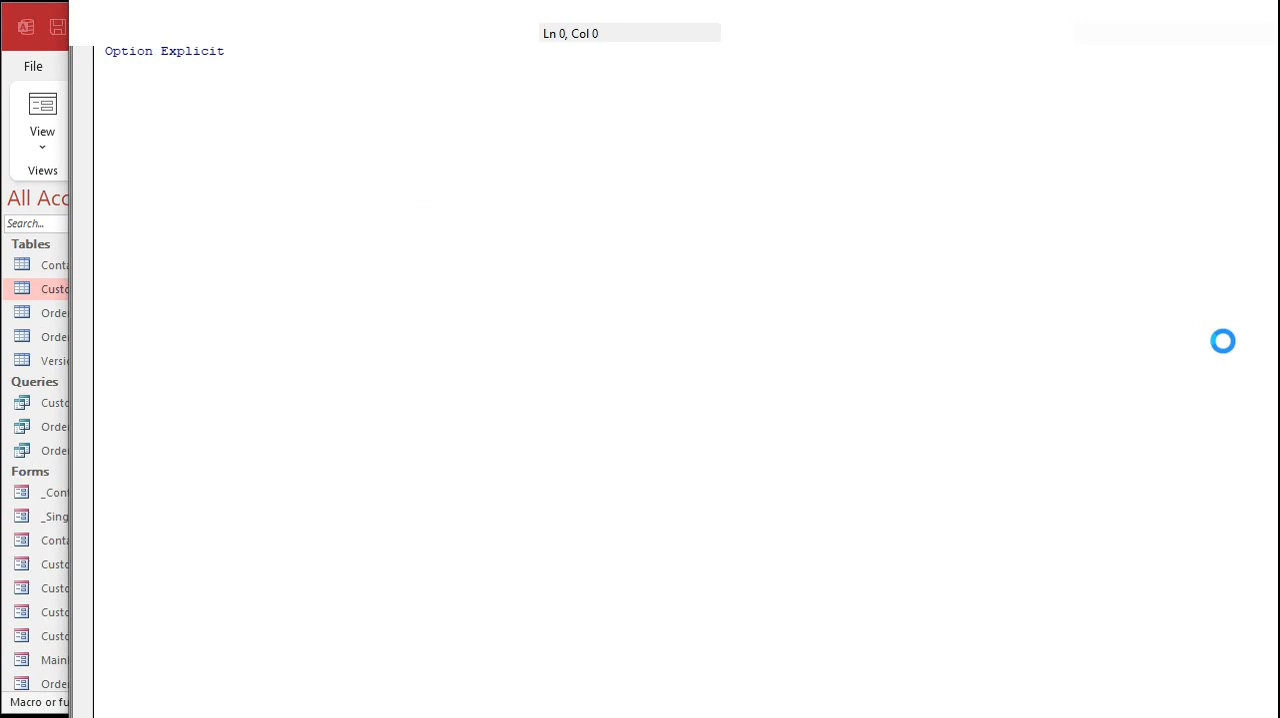 Ln 0, Col 0
Option Explicit
File
View
Views
All Acc
Search...
Tables
Conta
Custo
Orde
Orde
Versio
Queries
Custo
Orde
Orde
Forms
_Cont
_Sing
Conta
Custo
Custo
Custo
Custo
Main
Orde
Macro or fu